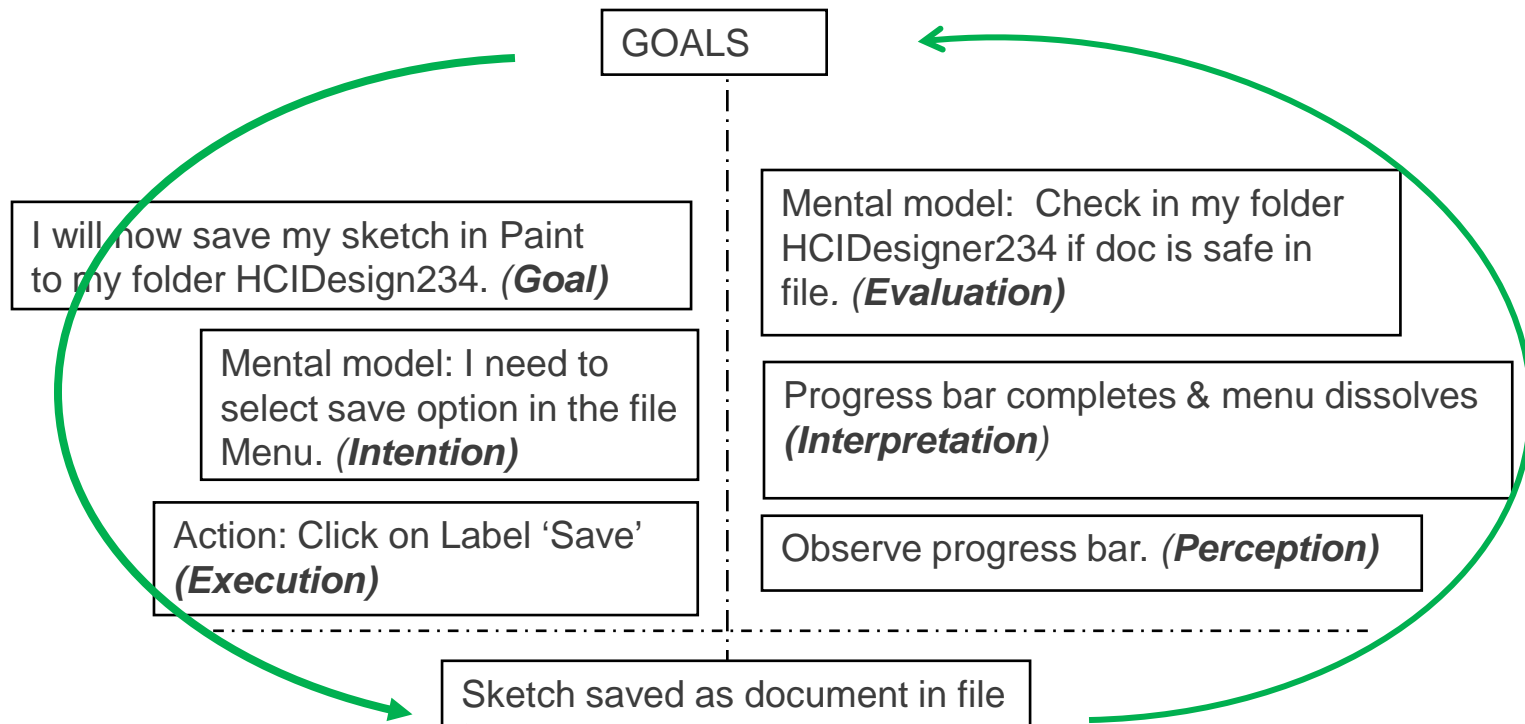 GOALS
I will now save my sketch in Paint
to my folder HCIDesign234. (Goal)
Mental model: I need to
select save option in the file
Menu. (Intention)
Action: Click on Label ‘Save’
(Execution)
Mental model:  Check in my folder
HCIDesigner234 if doc is safe in
file. (Evaluation)
Progress bar completes & menu dissolves
(Interpretation)
Observe progress bar. (Perception)
Sketch saved as document in file